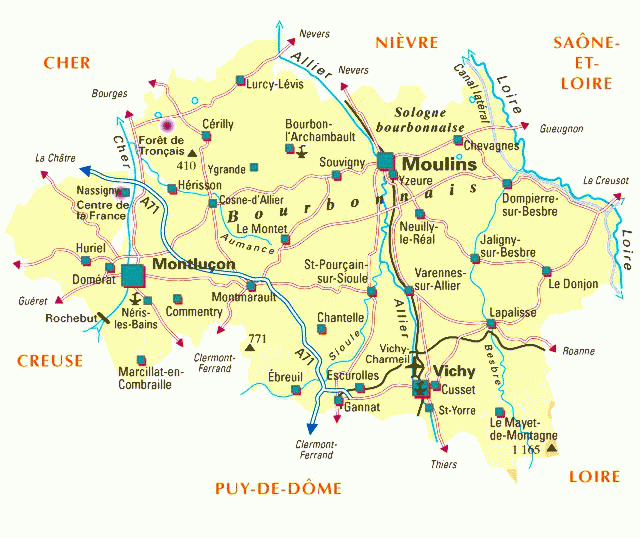 Nevers
CHER
NIÈVRE
SAÔNE-
ET-
LOIRE
Allier
Nevers
Lurcy-Lévis
Bourges
Canal latéral
Loire
Sologne
bourbonnaise
Gueugnon
Cérilly
Bourbon-
l'Archambault
Forêt de
Tronçais
410
Cher
Chevagnes
La Châtre
Ygrande
Souvigny
Moulins
Yzeure
Le Creusot
Nassigny
Centre de
la France
Hérisson
Cosne-d'Allier
Dompierre-
sur-Besbre
A71
Bourbonnais
Le Montet
Neuilly-
le-Réal
Aumance
Loire
Huriel
Domérat
Montluçon
St-Pourçain-
sur-Sioule
Jaligny-
sur-Besbre
Varennes-
sur-Allier
Le Donjon
Montmarault
Guéret
Rochebut
Néris-
les-Bains
Commentry
Chantelle
Allier
Lapalisse
771
Sioule
A71
Vichy-
Charmeil
Besbre
Roanne
CREUSE
Clermont-
Ferrand
Marcillat-en-
Combraille
Ébreuil
Escurolles
Vichy
Cusset
Gannat
St-Yorre
Le Mayet-
de-Montagne
1 165
Clermont-
Ferrand
Thiers
PUY-DE-DÔME
LOIRE